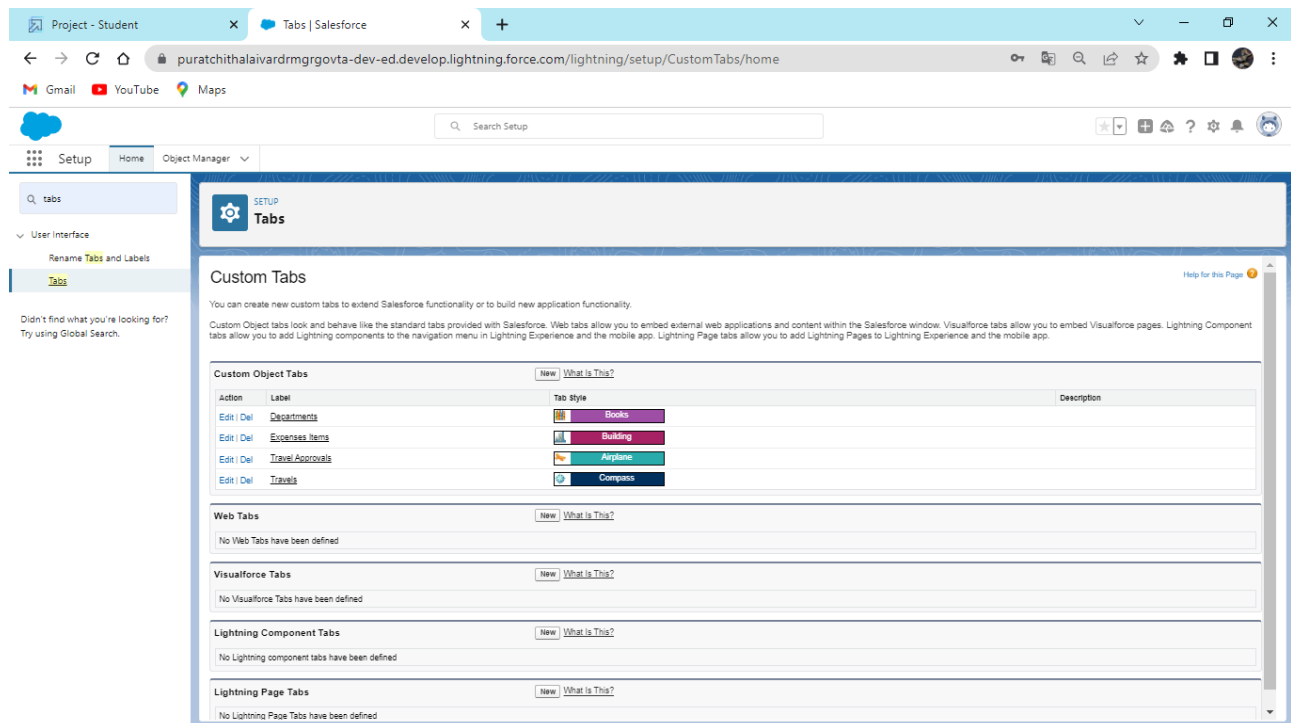 Project - Student
Tabs | Salesforce
puratchithalaivardrmgrgovta-dev-ed.develop.lightning.force.com/lightning/setup/CustomTabs/home
Gmail YouTube Maps
Search Setup
Setup Home Object Manager
tabs
User Interface
Rename Tabs and Labels
Tabs
Didn't find what you're looking for?
Try using Global Search.
SETUP
Tabs
Custom Tabs
Help for this Page
You can create new custom tabs to extend Salesforce functionality or to build new application functionality.
Custom Object tabs look and behave like the standard tabs provided with Salesforce. Web tabs allow you to embed external web applications and content within the Salesforce window. Visualforce tabs allow you to embed Visualforce pages. Lightning Component
tabs allow you to add Lightning components to the navigation menu in Lightning Experience and the mobile app. Lightning Page tabs allow you to add Lightning Pages to Lightning Experience and the mobile app.
Custom Object Tabs New What Is This?
Action Label Tab Style Description
Edit | Del Departments Books
Edit | Del Expenses Items Building
Edit | Del Travel Approvals Airplane
Edit | Del Travels Compass
Web Tabs New What Is This?
No Web Tabs have been defined
Visualforce Tabs New What Is This?
No Visualforce Tabs have been defined
Lightning Component Tabs New What Is This?
No Lightning component tabs have been defined
Lightning Page Tabs New What Is This?
No Lightning Page Tabs have been defined